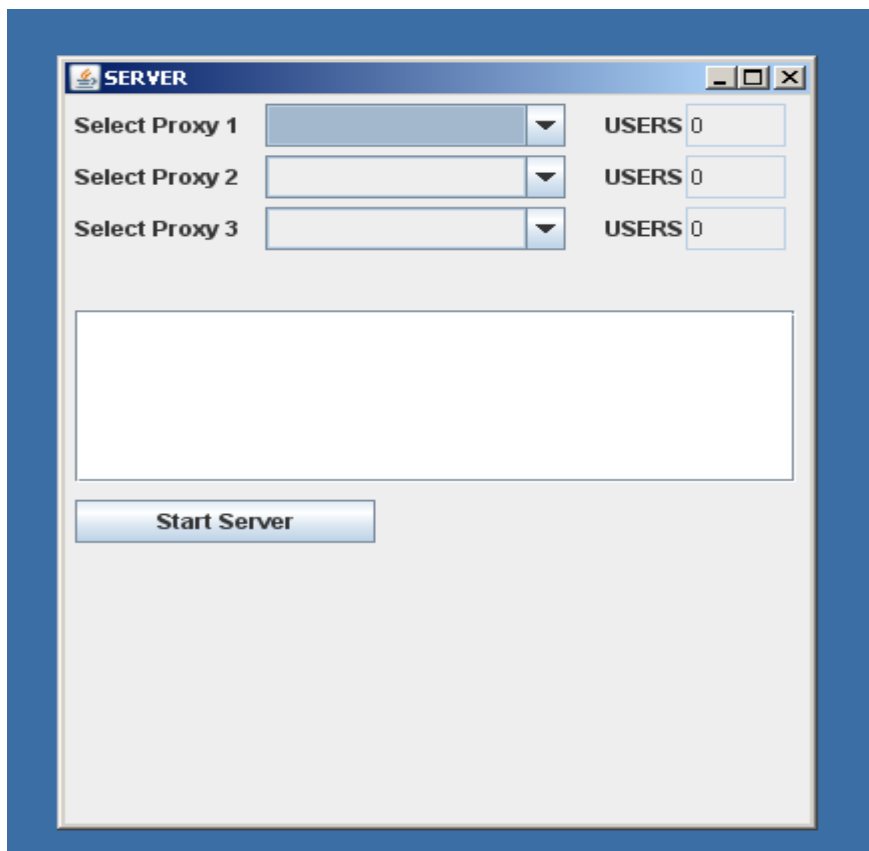 SERVER
Select Proxy 1 USERS 0
Select Proxy 2 USERS 0
Select Proxy 3 USERS 0
Start Server